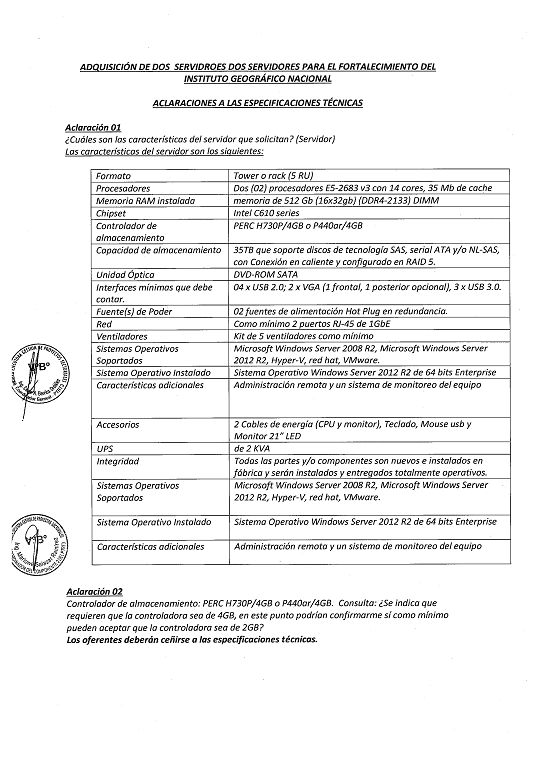 ADQUISICIÓN DE DOS SERVIDROES DOS SERVIDORES PARA EL FORTALECIMIENTO DEL
INSTITUTO GEOGRÁFICO NACIONAL
ACLARACIONES A LAS ESPECIFICACIONES TÉCNICAS
Aclaración 01
¿Cuáles son las características del servidor que solicitan? (Servidor)
Las características del servidor son los siguientes:
Formato Tower o rack (5 RU)
Procesadores Dos (02) procesadores E5-2683 v3 con 14 cores, 35 Mb de cache
Memoria RAM instalada memoria de 512 Gb (16x32gb) (DDR4-2133) DIMM
Chipset Intel C610 series
Controlador de PERC H730P/4GB o P440ar/4GB
almacenamiento
Capacidad de almacenamiento 35TB que soporte discos de tecnología SAS, serial ATA y/o NL-SAS,
con Conexión en caliente y configurado en RAID 5.
Unidad Óptica DVD-ROM SATA
Interfaces mínimas que debe 04 x USB 2.0; 2 x VGA (1 frontal, 1 posterior opcional), 3 x USB 3.0.
contar.
Fuente(s) de Poder 02 fuentes de alimentación Hot Plug en redundancia.
Red Como mínimo 2 puertos RJ-45 de 1GbE
Ventiladores Kit de 5 ventiladores como mínimo
Sistemas Operativos Microsoft Windows Server 2008 R2, Microsoft Windows Server
Soportados 2012 R2, Hyper-V, red hat, VMware.
Sistema Operativo Instalado Sistema Operativo Windows Server 2012 R2 de 64 bits Enterprise
Características adicionales Administración remota y un sistema de monitoreo del equipo
Accesorios 2 Cables de energía (CPU y monitor), Teclado, Mouse usb y
Monitor 21" LED
UPS de 2 KVA
Integridad Todas las partes y/o componentes son nuevos e instalados en
fábrica y serán instalados y entregados totalmente operativos.
Sistemas Operativos Microsoft Windows Server 2008 R2, Microsoft Windows Server
Soportados 2012 R2, Hyper-V, red hat, VMware.
Sistema Operativo Instalado Sistema Operativo Windows Server 2012 R2 de 64 bits Enterprise
Características adicionales Administración remota y un sistema de monitoreo del equipo
V°B°
V°B°
Aclaración 02
Controlador de almacenamiento: PERC H730P/4GB o P440ar/4GB. Consulta: ¿Se indica que
requieren que la controladora sea de 4GB, en este punto podrían confirmarme sí como mínimo
pueden aceptar que la controladora sea de 2GB?
Los oferentes deberán ceñirse a las especificaciones técnicas.